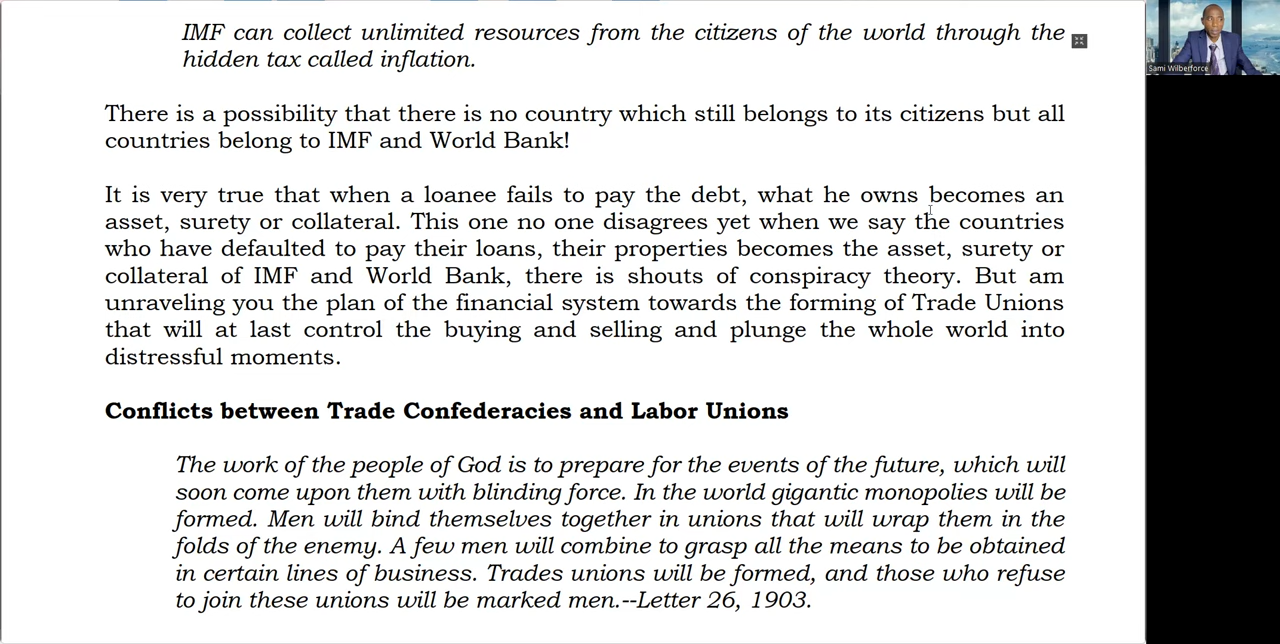 IMF can collect unlimited resources from the citizens of the world through the
hidden tax called inflation.
There is a possibility that there is no country which still belongs to its citizens but all
countries belong to IMF and World Bank!
It is very true that when a loanee fails to pay the debt, what he owns becomes an
asset, surety or collateral. This one no one disagrees yet when we say the countries
who have defaulted to pay their loans, their properties becomes the asset, surety or
collateral of IMF and World Bank, there is shouts of conspiracy theory. But am
unraveling you the plan of the financial system towards the forming of Trade Unions
that will at last control the buying and selling and plunge the whole world into
distressful moments.
Conflicts between Trade Confederacies and Labor Unions
The work of the people of God is to prepare for the events of the future, which will
soon come upon them with blinding force. In the world gigantic monopolies will be
formed. Men will bind themselves together in unions that will wrap them in the
folds of the enemy. A few men will combine to grasp all the means to be obtained
in certain lines of business. Trades unions will be formed, and those who refuse
to join these unions will be marked men.--Letter 26, 1903.
Sami Wilberforce